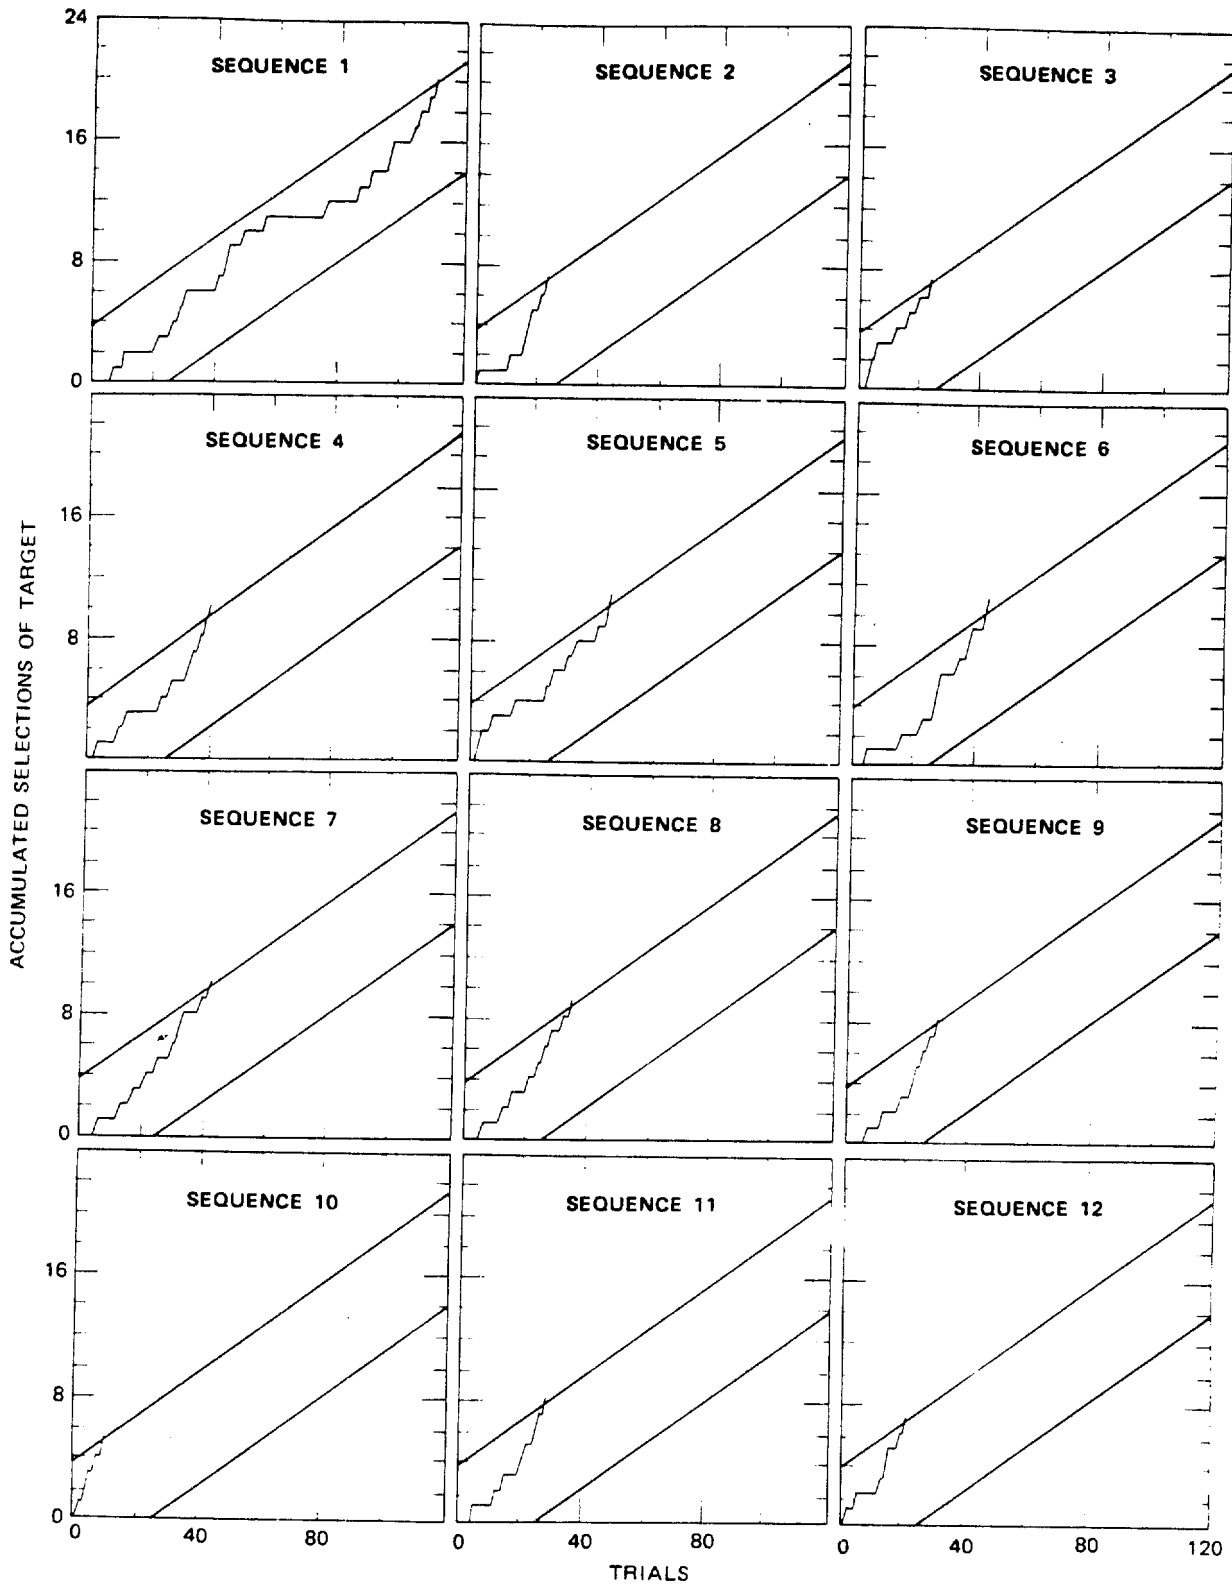 24
SEQUENCE 1
SEQUENCE 2
SEQUENCE 3
16
8
0
SEQUENCE 4
SEQUENCE 5
SEQUENCE 6
16
8
ACCUMULATED SELECTIONS OF TARGET
SEQUENCE 7
SEQUENCE 8
SEQUENCE 9
16
8
0
SEQUENCE 10
SEQUENCE 11
SEQUENCE 12
16
8
0
0 40 80 0 40 80 0 40 80 120
TRIALS